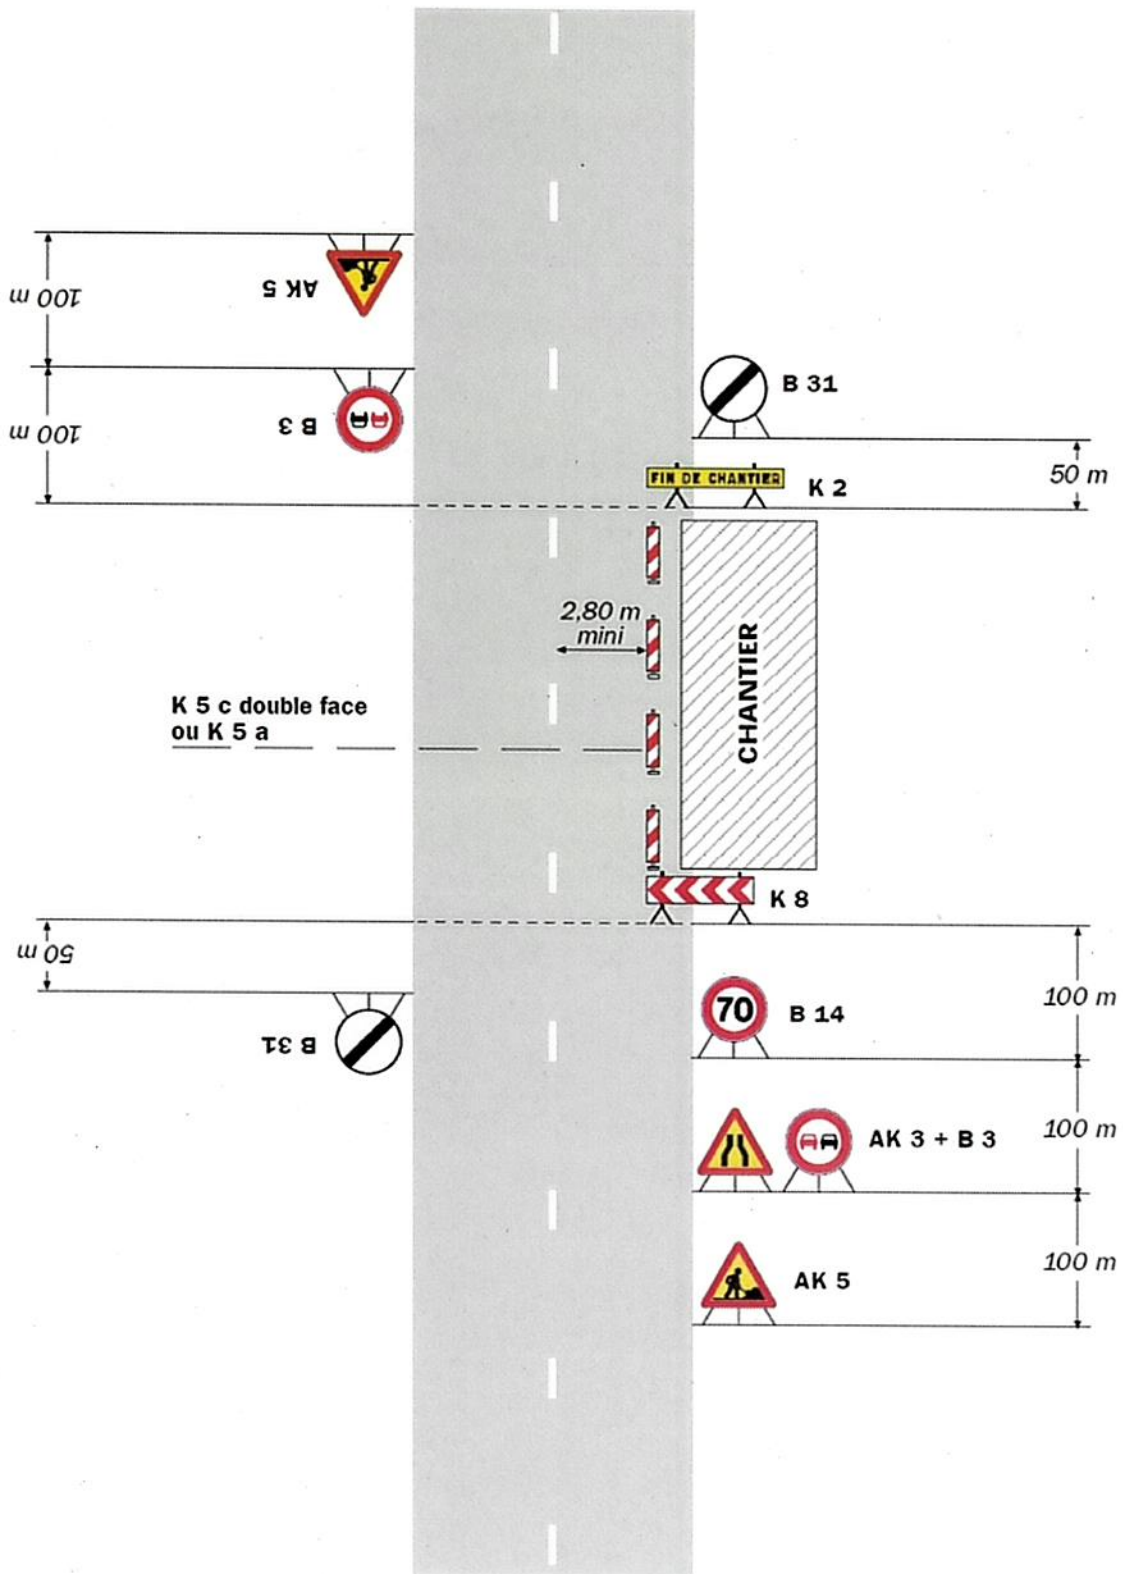 AK 5
100 m
B 3
100 m
B 31
50 m
FIN DE CHANTIER
K 2
2,80 m
mini
CHANTIER
K 5 c double face
ou K 5 a
K 8
50 m
B 31
70
B 14
100 m
AK 3 + B 3
100 m
AK 5
100 m